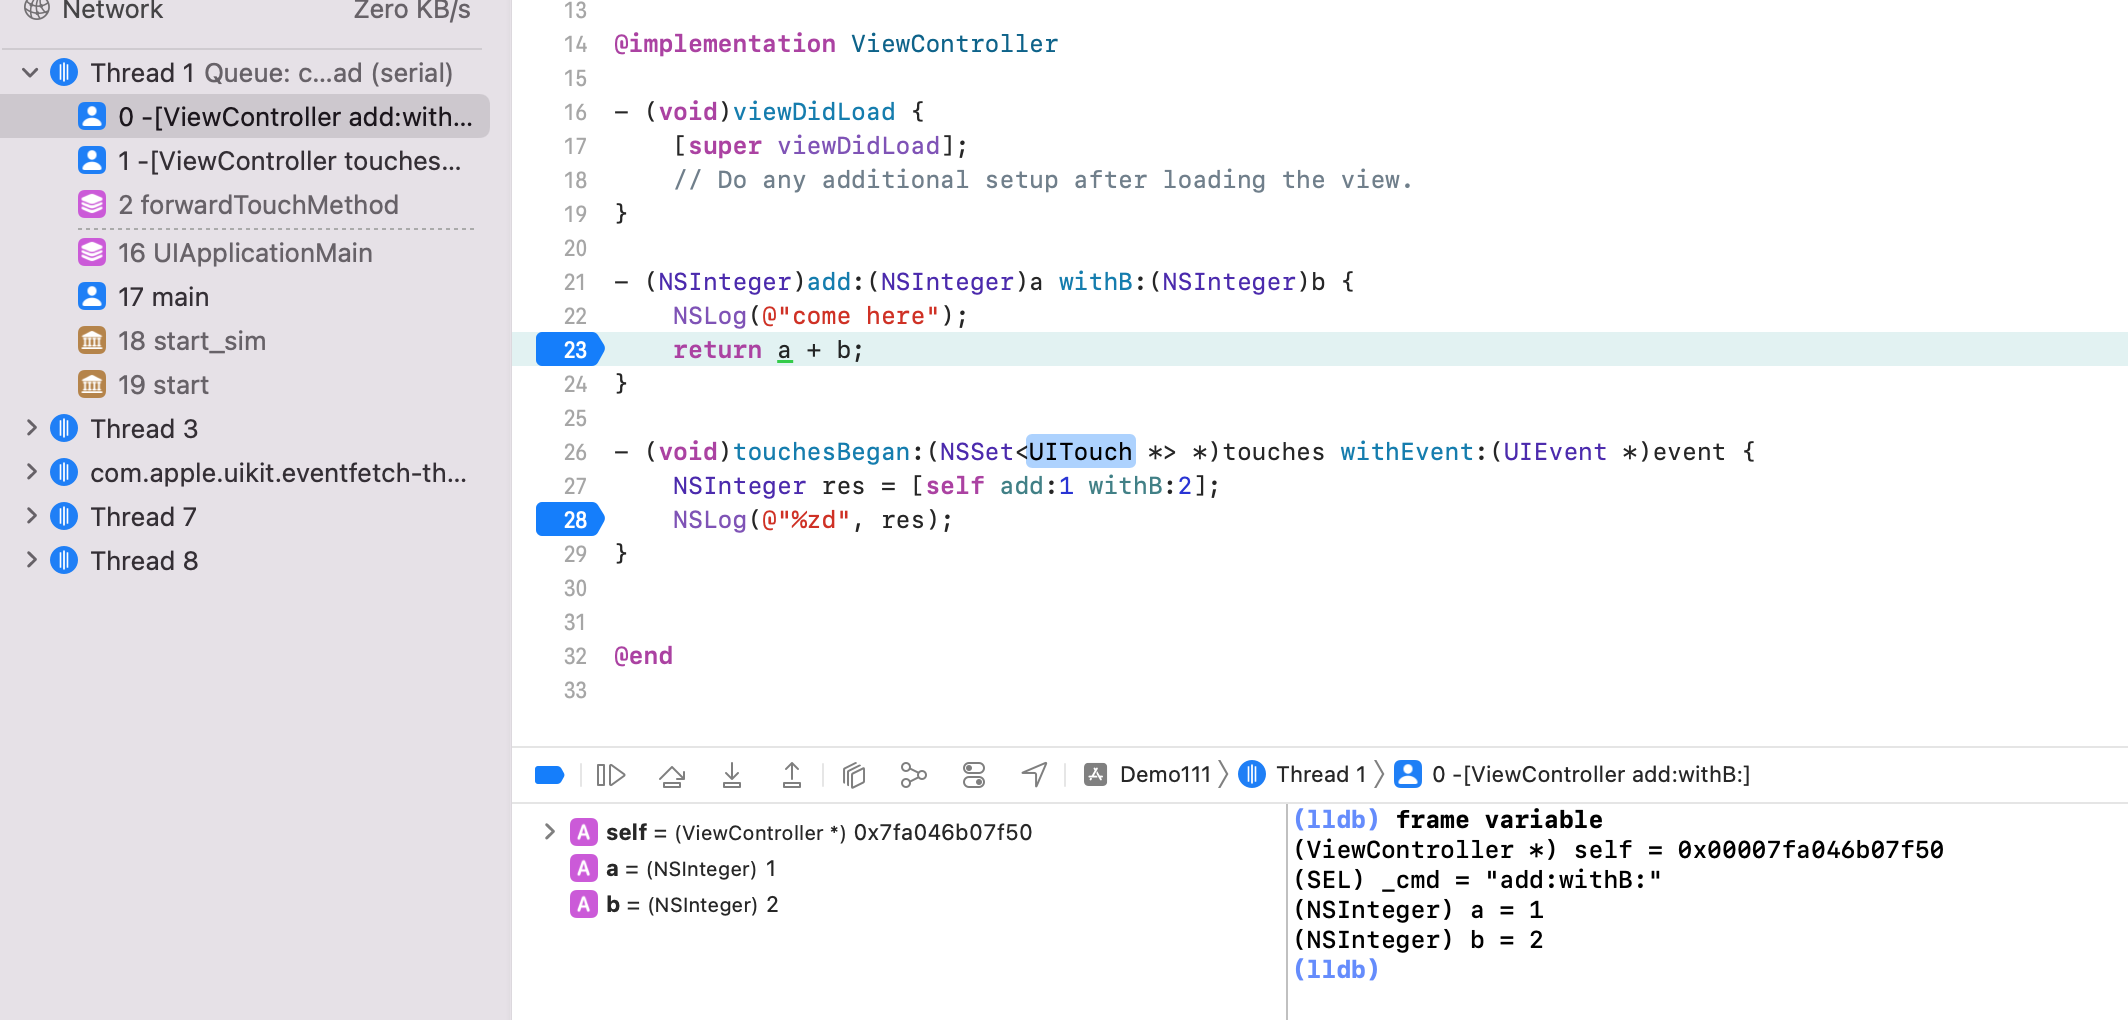 Network Zero KB/s
Thread 1 Queue: c...ad (serial)
0 -[ViewController add:with...
1 -[ViewController touches...
2 forwardTouchMethod
16 UIApplicationMain
17 main
18 start_sim
19 start
Thread 3
com.apple.uikit.eventfetch-th...
Thread 7
Thread 8
13
14 @implementation ViewController
15
16 - (void)viewDidLoad {
17 [super viewDidLoad];
18 // Do any additional setup after loading the view.
19 }
20
21 - (NSInteger)add:(NSInteger)a withB:(NSInteger)b {
22 NSLog(@"come here");
23 return a + b;
24 }
25
26 - (void)touchesBegan:(NSSet<UITouch *> *)touches withEvent:(UIEvent *)event {
27 NSInteger res = [self add:1 withB:2];
28 NSLog(@"%zd", res);
29 }
30
31
32 @end
33
Demo111 Thread 1 0 -[ViewController add:withB:]
A self = (ViewController *) 0x7fa046b07f50
A a = (NSInteger) 1
A b = (NSInteger) 2
(lldb) frame variable
(ViewController *) self = 0x00007fa046b07f50
(SEL) _cmd = "add:withB:"
(NSInteger) a = 1
(NSInteger) b = 2
(lldb)